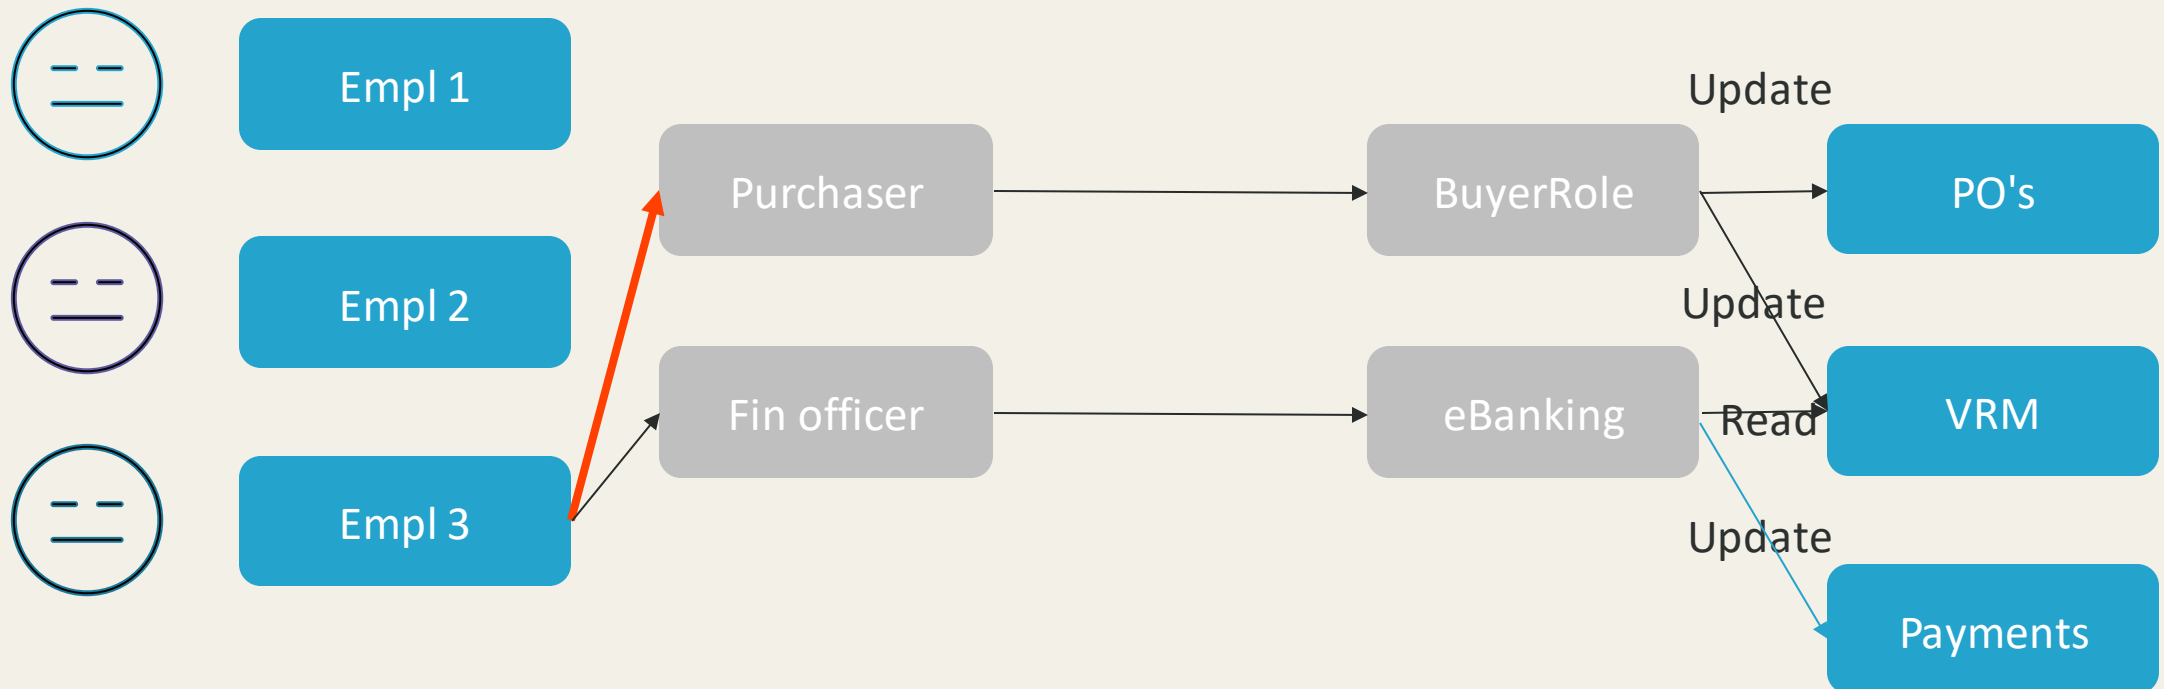 Empl 1
Update
Purchaser
BuyerRole
PO's
Empl 2
Update
Fin officer
eBanking
Read
VRM
Empl 3
Update
Payments